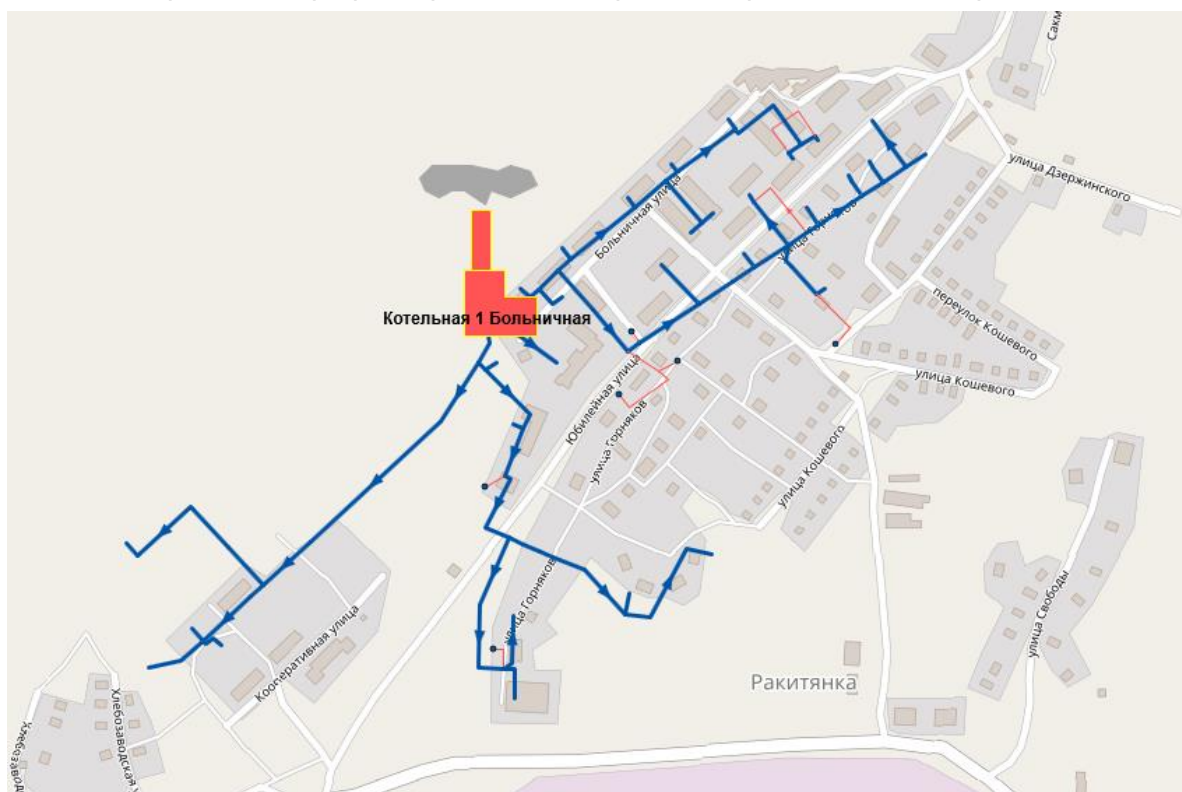 Сакм
улица Дзержинского
Больничная улица
улица Горняков
переулок Кошевого
Котельная 1 Больничная
улица Кошевого
Юбилейная улица
улица Горняков
улица Кошевого
улица Горняков
улица Свободы
Кооперативная улица
Ракитянка
Хлебозаводская у